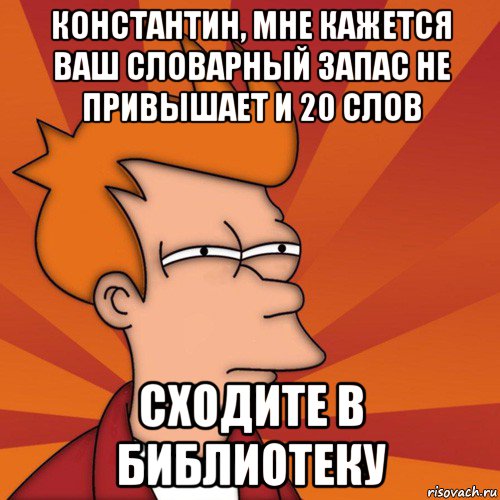 КОНСТАНТИН, МНЕ КАЖЕТСЯ
ВАШ СЛОВАРНЫЙ ЗАПАС НЕ
ПРИВЫШАЕТ И 20 СЛОВ
СХОДИТЕ В
БИБЛИОТЕКУ
risovach.ru